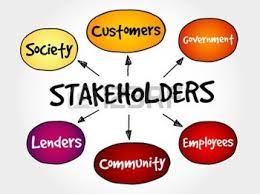 Customers
Society
Government
STAKEHOLDERS
Lenders
Employees
Community